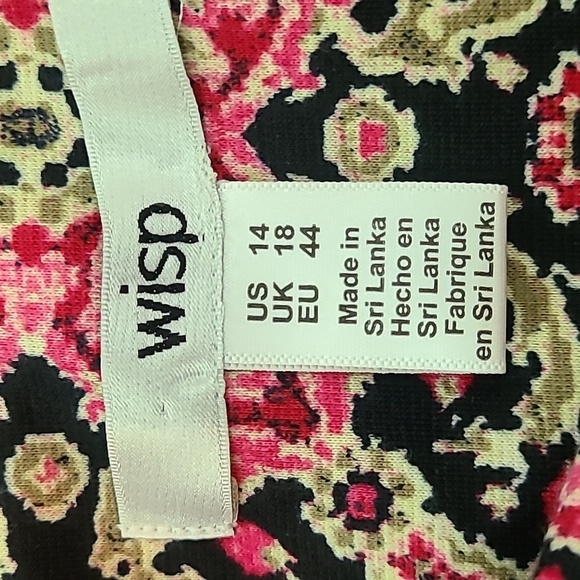 wisp
US 14
UK 18
EU 44
Made in
Sri Lanka
Hecho en
Sri Lanka
Fabrique
en Sri Lanka